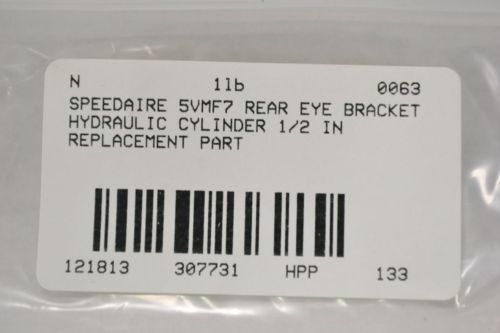 N 1lb 0063
SPEEDAIRE 5VMF7 REAR EYE BRACKET
HYDRAULIC CYLINDER 1/2 IN
REPLACEMENT PART
121813 307731 HPP 133